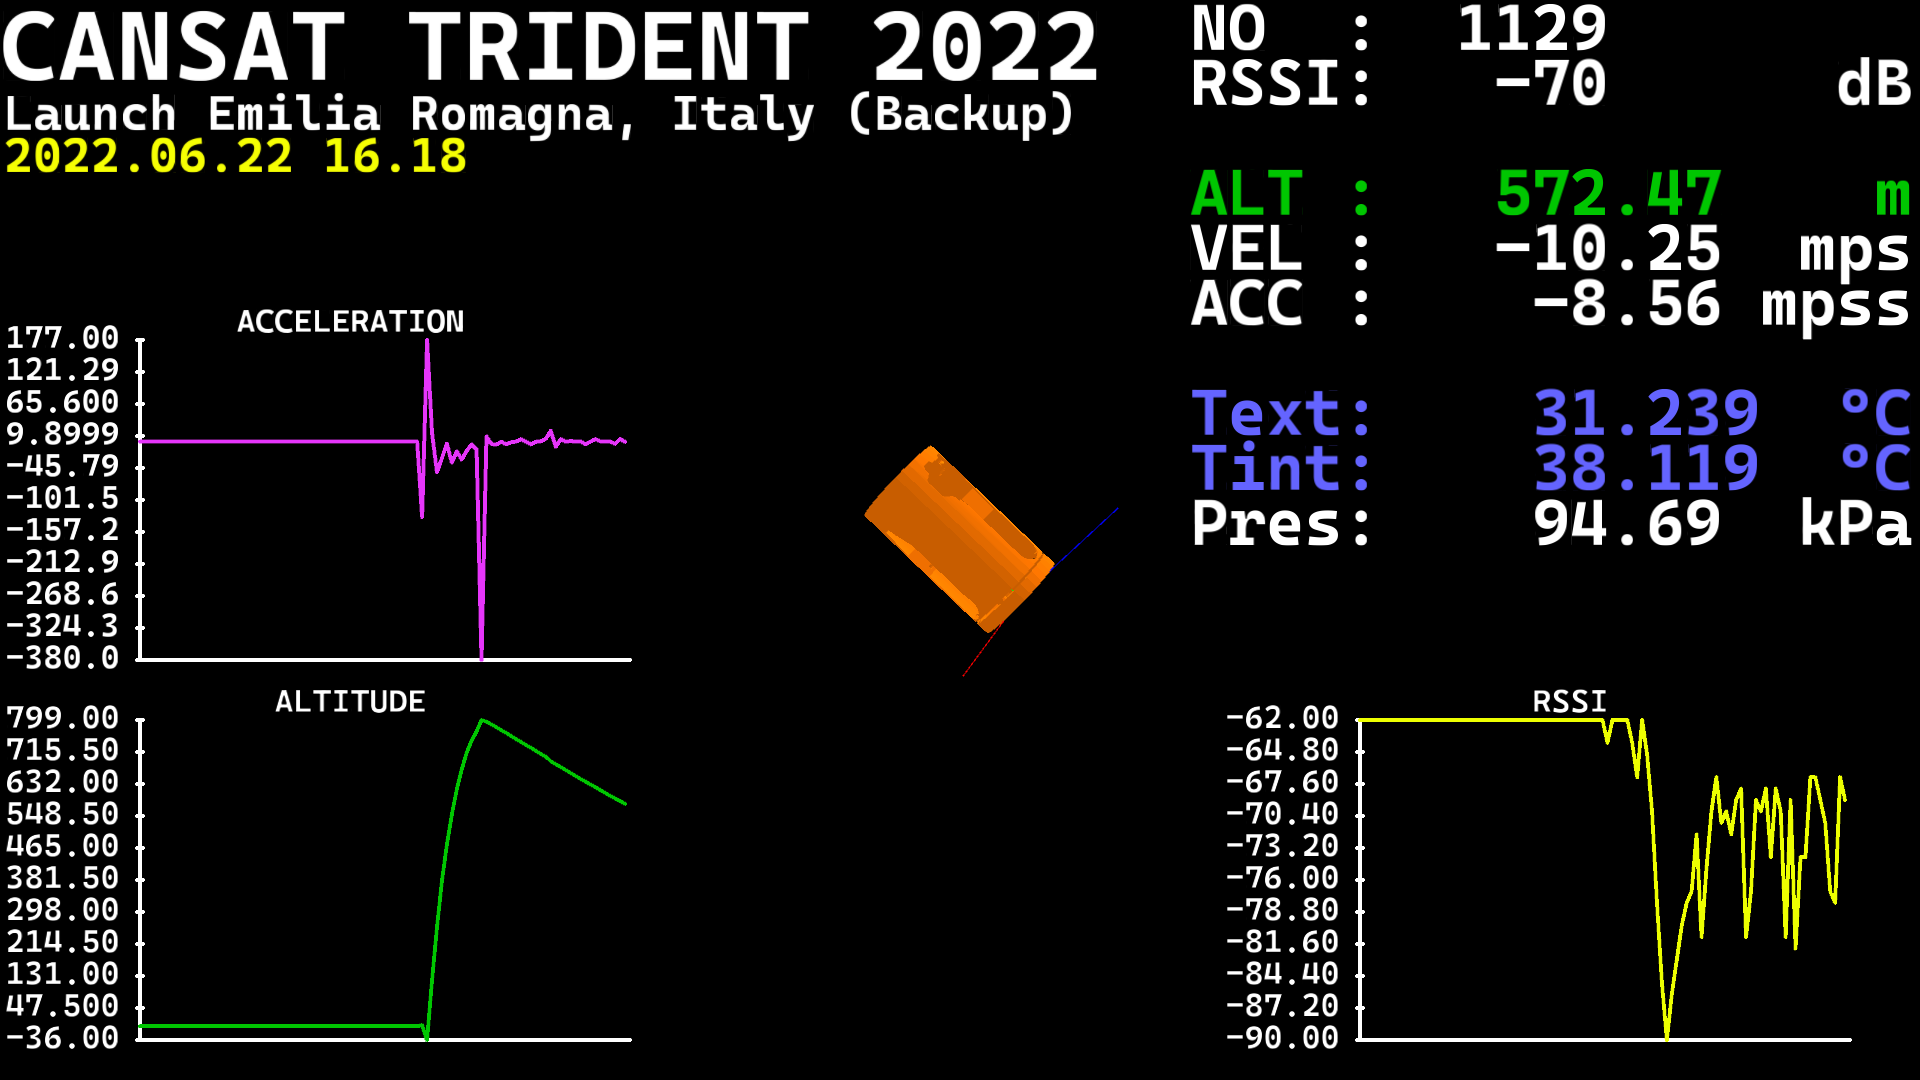 CANSAT TRIDENT 2022
Launch Emilia Romagna, Italy (Backup)
2022.06.22 16.18
NO : 1129
RSSI: -70 dB
ALT : 572.47 m
VEL : -10.25 mps
ACC : -8.56 mpss
Text: 31.239 °C
Tint: 38.119 °C
Pres: 94.69 kPa
ACCELERATION
177.00
121.29
65.600
9.8999
-45.79
-101.5
-157.2
-212.9
-268.6
-324.3
-380.0
ALTITUDE
799.00
715.50
632.00
548.50
465.00
381.50
298.00
214.50
131.00
47.500
-36.00
RSSI
-62.00
-64.80
-67.60
-70.40
-73.20
-76.00
-78.80
-81.60
-84.40
-87.20
-90.00